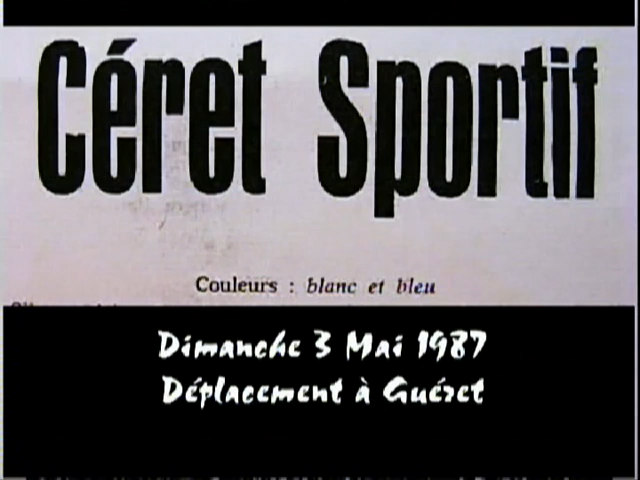 Céret Sportif
Couleurs : blanc et bleu
Dimanche 3 Mai 1987
Déplacement à Guéret